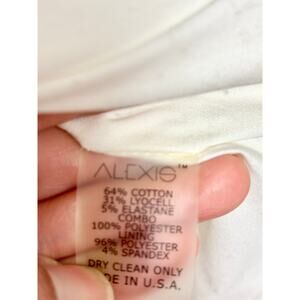 ALEXIS™
64% COTTON
31% LYOCELL
5% ELASTANE
COMBO
100% POLYESTER
LINING
96% POLYESTER
4% SPANDEX
DRY CLEAN ONLY
MADE IN U.S.A.